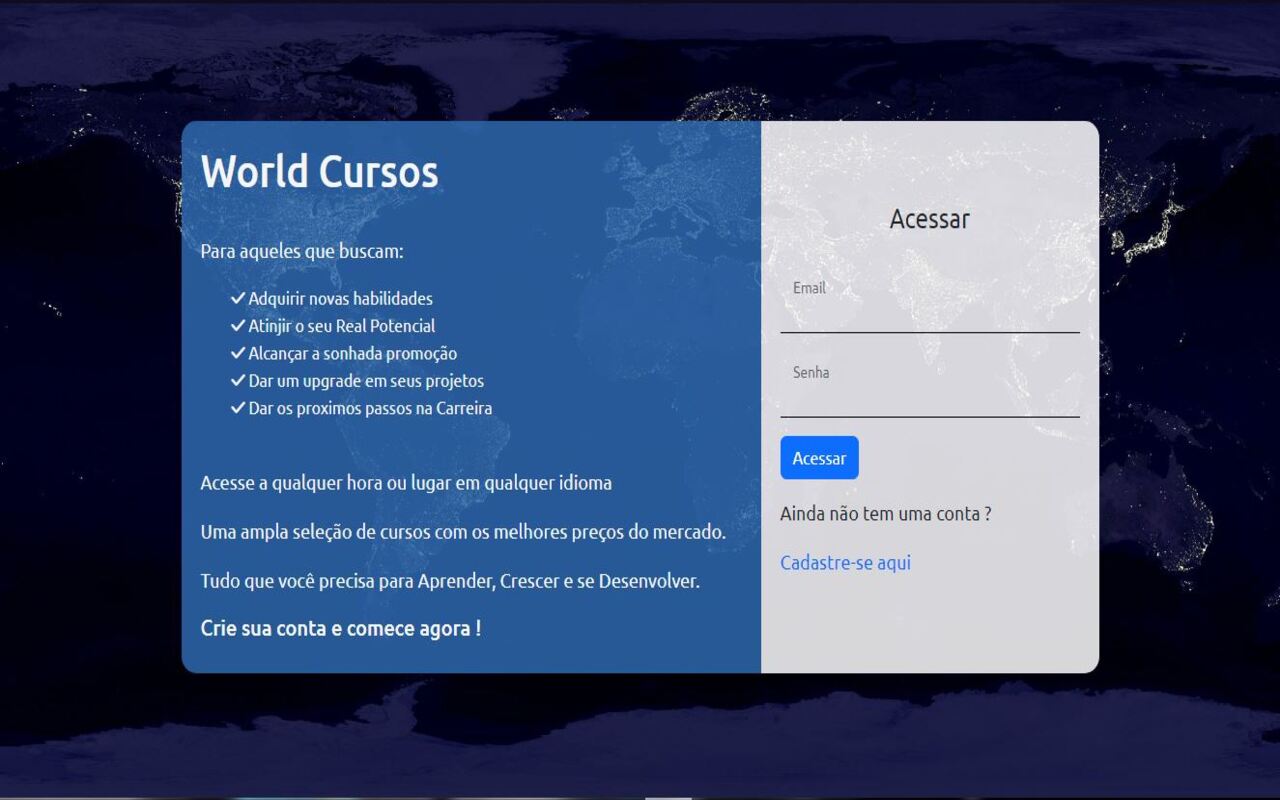 World Cursos
Para aqueles que buscam:
Adquirir novas habilidades
Atinjir o seu Real Potencial
Alcançar a sonhada promoção
Dar um upgrade em seus projetos
Dar os proximos passos na Carreira
Acesse a qualquer hora ou lugar em qualquer idioma
Uma ampla seleção de cursos com os melhores preços do mercado.
Tudo que você precisa para Aprender, Crescer e se Desenvolver.
Crie sua conta e comece agora !
Acessar
Email
Senha
Acessar
Ainda não tem uma conta ?
Cadastre-se aqui